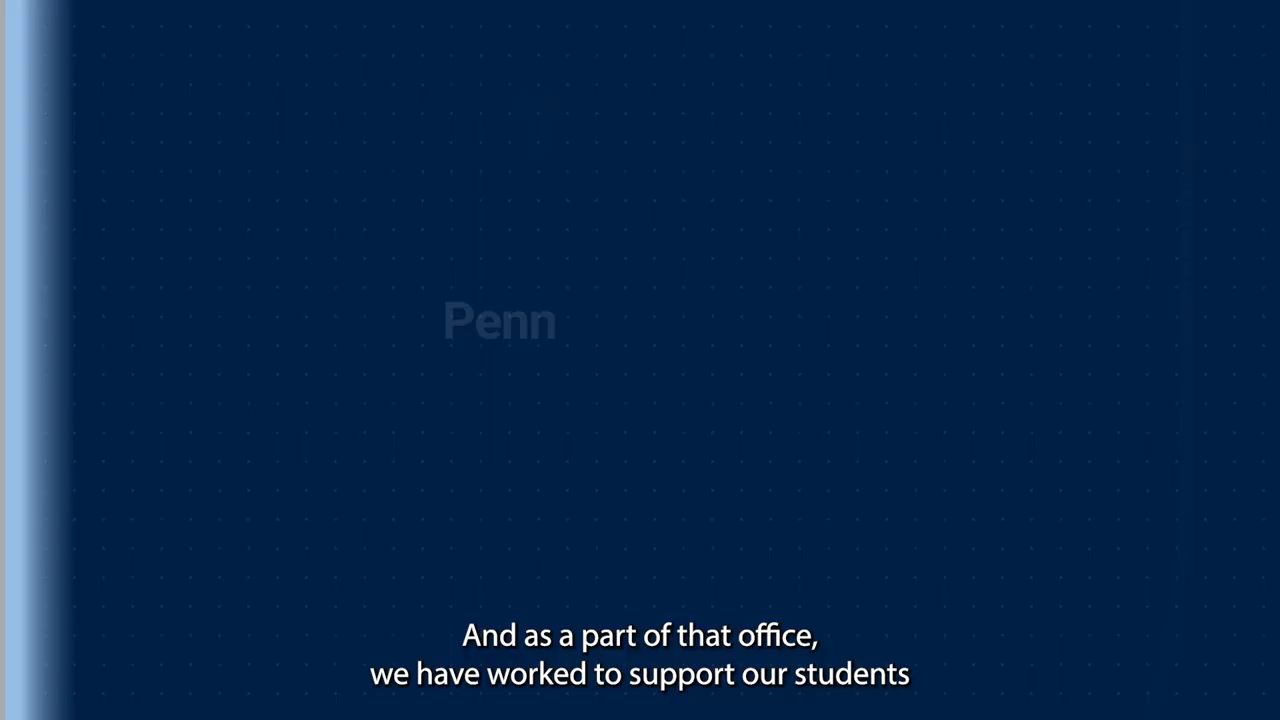 Penn
And as a part of that office,
we have worked to support our students